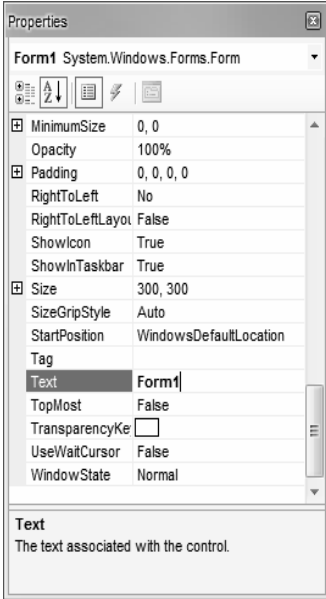 Properties
Form1 System.Windows.Forms.Form
MinimumSize 0, 0
Opacity 100%
Padding 0, 0, 0, 0
RightToLeft No
RightToLeftLayou False
ShowIcon True
ShowInTaskbar True
Size 300, 300
SizeGripStyle Auto
StartPosition WindowsDefaultLocation
Tag
Text Form1
TopMost False
TransparencyKe
UseWaitCursor False
WindowState Normal
Text
The text associated with the control.